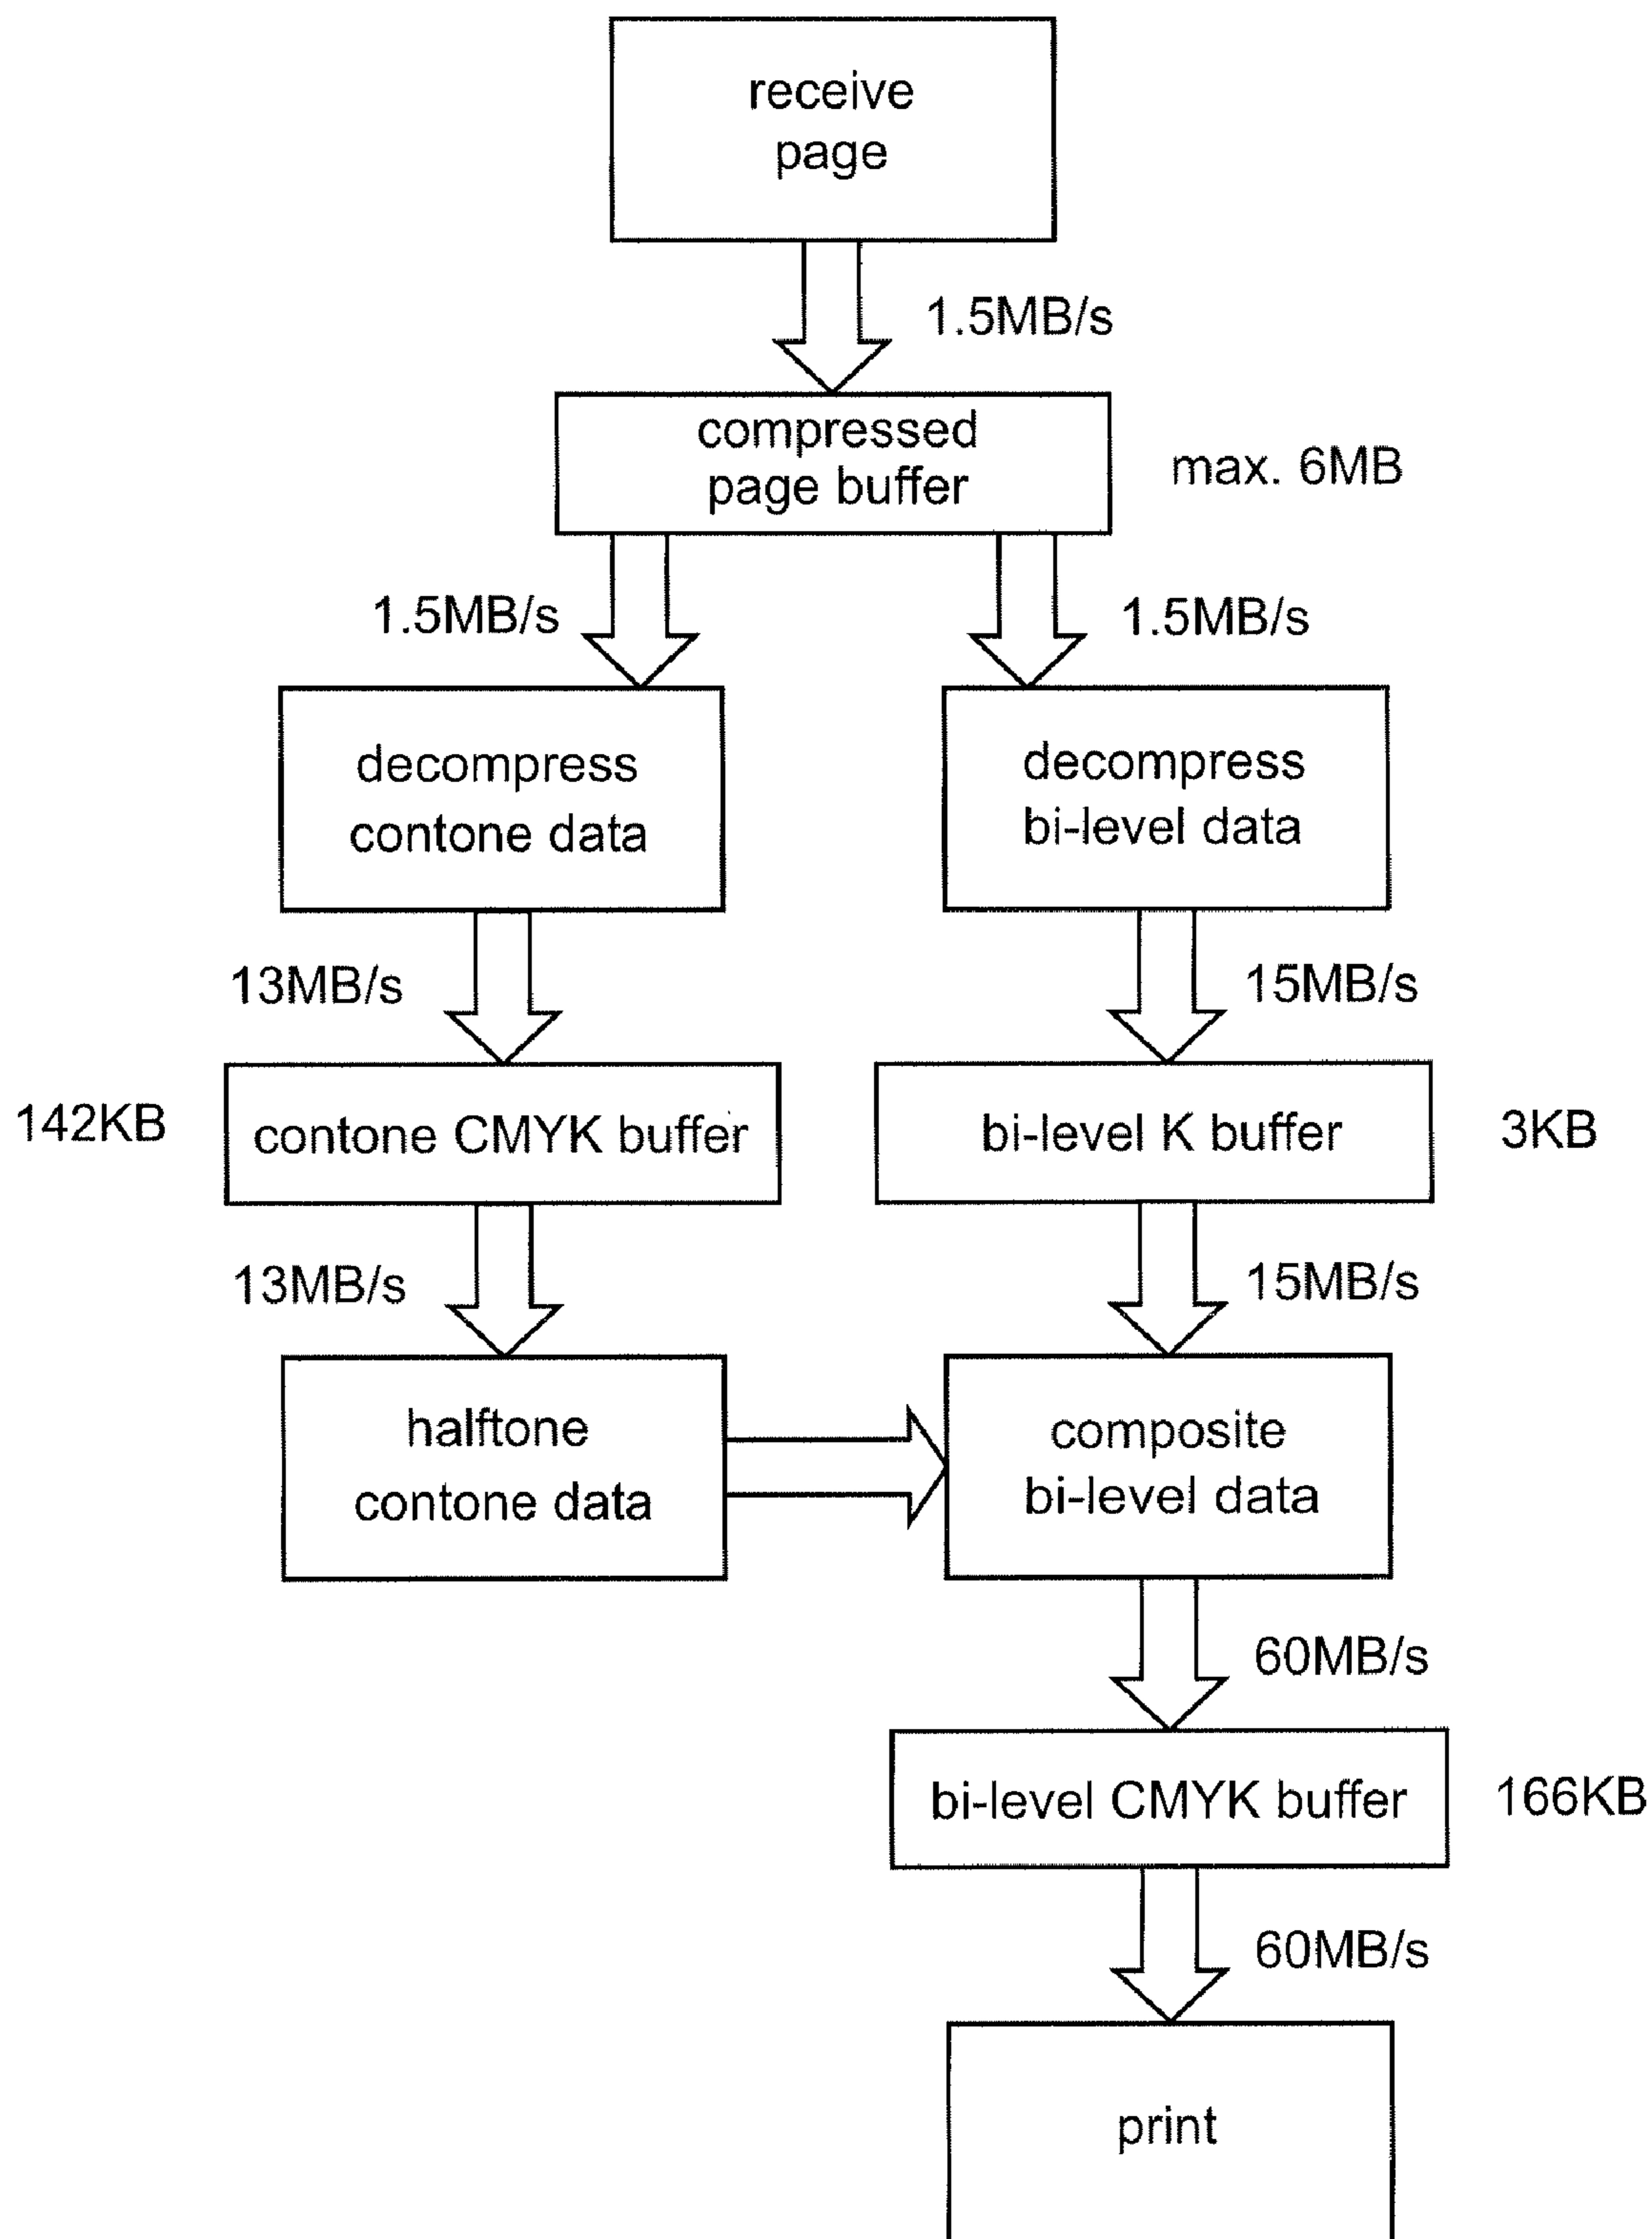 receive
page
1.5MB/s
compressed
page buffer
max. 6MB
1.5MB/s
1.5MB/s
decompress
contone data
decompress
bi-level data
13MB/s
15MB/s
142KB
contone CMYK buffer
bi-level K buffer
3KB
13MB/s
15MB/s
halftone
contone data
composite
bi-level data
60MB/s
bi-level CMYK buffer
166KB
60MB/s
print